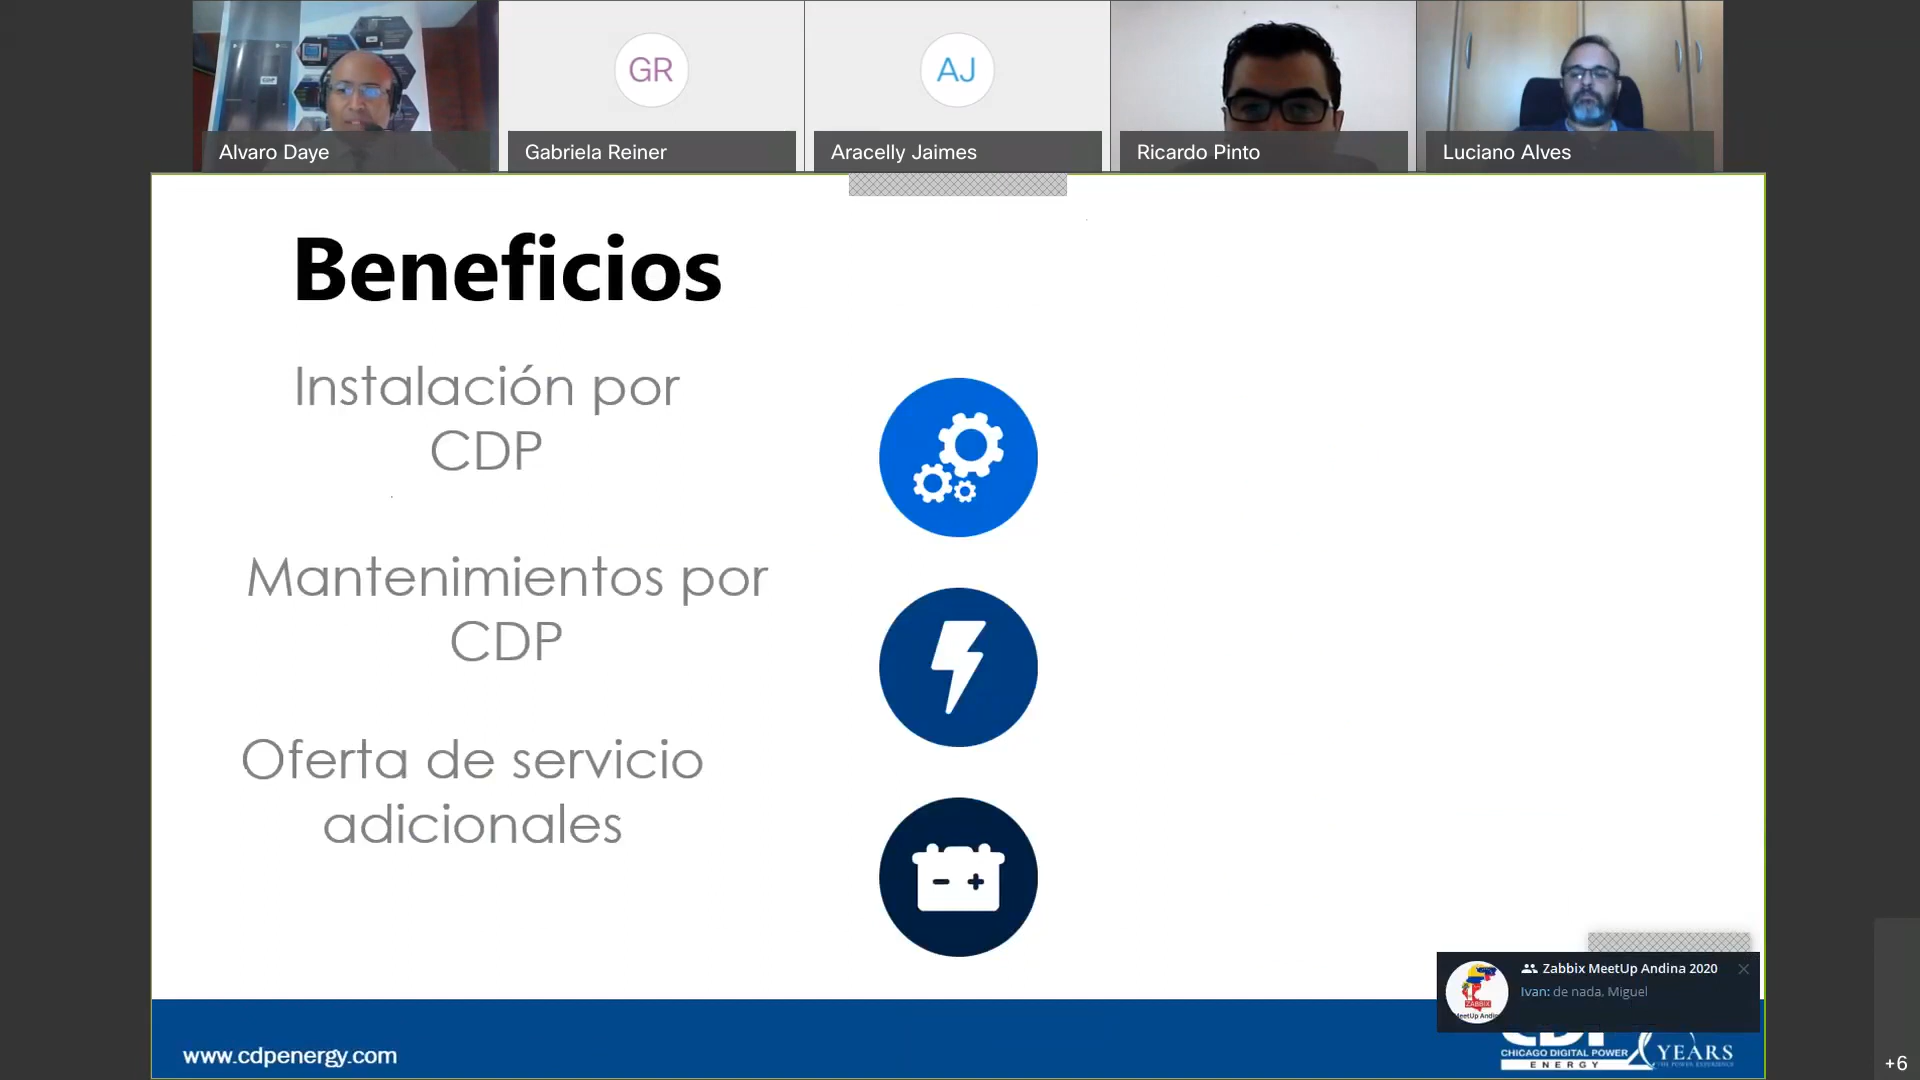 GR
AJ
Alvaro Daye
Gabriela Reiner
Aracelly Jaimes
Ricardo Pinto
Luciano Alves
Beneficios
Instalación por
CDP
Mantenimientos por
CDP
Oferta de servicio
adicionales
Zabbix MeetUp Andina 2020
Ivan: de nada, Miguel
ZABBIX
www.cdpenergy.com
CHICAGO DIGITAL POWER
ENERGY
YEARS
+6